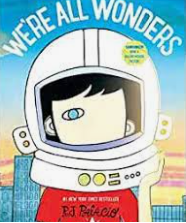 WE'RE ALL WONDERS
#1 NEW YORK TIMES BESTSELLER
R.J. PALACIO